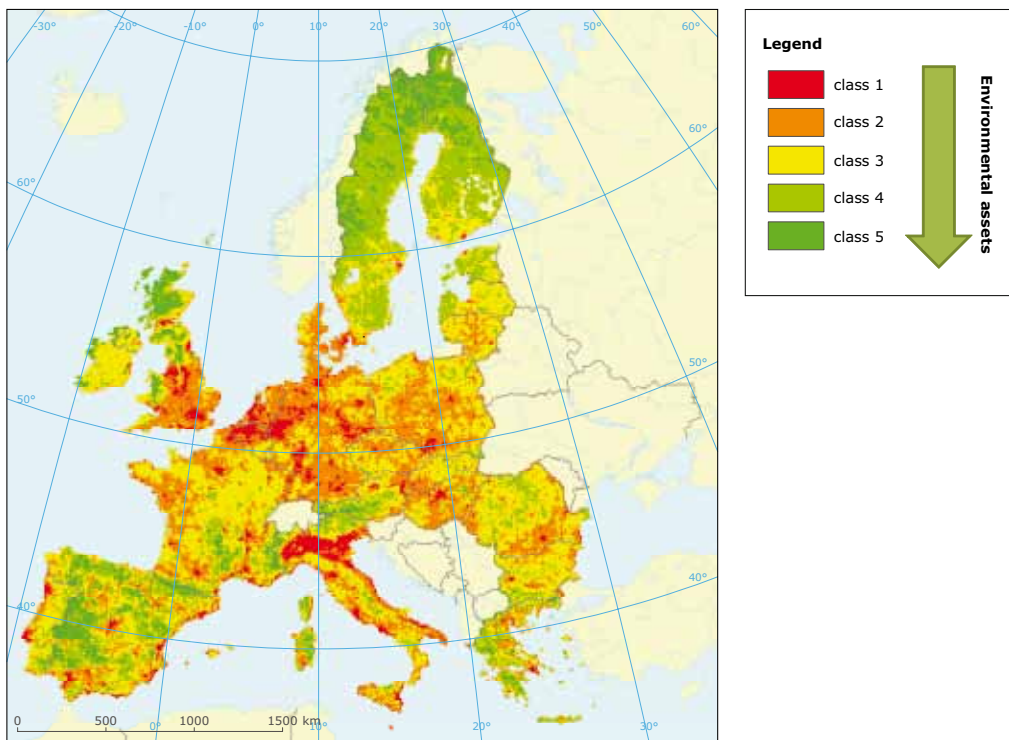 -30° -20° -10° 0° 10° 20° 30° 40° 50° 60°
60°
60°
50°
50°
40°
40°
0 500 1000 1500 km
0° 10° 20° 30°
Legend
class 1
class 2
class 3
class 4
class 5
Environmental assets